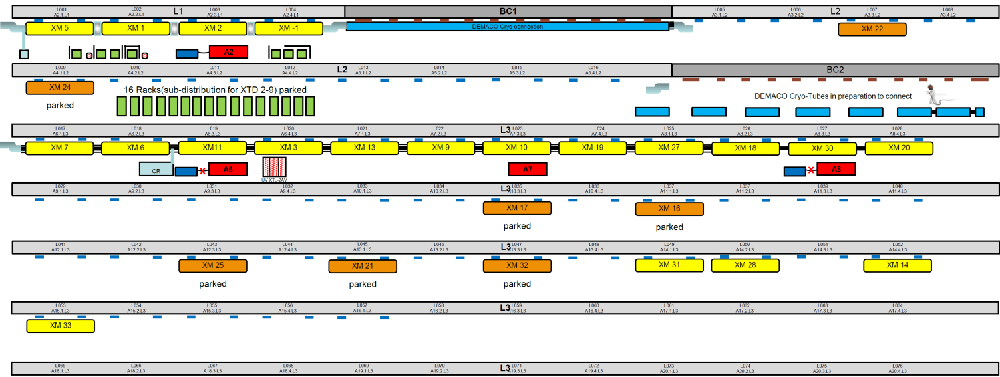 L001 L002 L003 L004 L005 L006 L007 L008
A2.1 L1 A2.2 L1 L1 A2.3 L1 A2.4 L1 BC1 A3.1 L2 A3.2 L2 L2 A3.3 L2 A3.4 L2
XM 5 XM 1 XM 2 XM -1 DEMACO Cryo-connection XM 22
A2
L009 L010 L011 L012 L013 L014 L015 L016
A4.1 L2 A4.2 L2 A4.3 L2 A4.4 L2 L2 A5.1 L2 A5.2 L2 A5.3 L2 A5.4 L2 BC2
XM 24 16 Racks(sub-distribution for XTD 2-9) parked
parked DEMACO Cryo-Tubes in preparation to connect
L017 L018 L019 L020 L021 L022 L023 L024 L025 L026 L027 L028
A6.1 L3 A6.2 L3 A6.3 L3 A6.4 L3 A7.1 L3 A7.2 L3 L3 A7.3 L3 A7.4 L3 A8.1 L3 A8.2 L3 A8.3 L3 A8.4 L3
XM 7 XM 6 XM11 XM 3 XM 13 XM 9 XM 10 XM 19 XM 27 XM 18 XM 30 XM 20
CR x A6 A7 x A8
UV XTL-2AV
L029 L030 L031 L032 L033 L034 L035 L036 L037 L038 L039 L040
A9.1 L3 A9.2 L3 A9.3 L3 A9.4 L3 A10.1 L3 A10.2 L3 L3 A10.3 L3 A10.4 L3 A11.1 L3 A11.2 L3 A11.3 L3 A11.4 L3
XM 17 XM 16
parked parked
L041 L042 L043 L044 L045 L046 L047 L048 L049 L050 L051 L052
A12.1 L3 A12.2 L3 A12.3 L3 A12.4 L3 A13.1 L3 A13.2 L3 L3 A13.3 L3 A13.4 L3 A14.1 L3 A14.2 L3 A14.3 L3 A14.4 L3
XM 25 XM 21 XM 32 XM 31 XM 28 XM 14
parked parked parked
L053 L054 L055 L056 L057 L058 L059 L060 L061 L062 L063 L064
A15.1 L3 A15.2 L3 A15.3 L3 A15.4 L3 A16.1 L3 A16.2 L3 L3 A16.3 L3 A16.4 L3 A17.1 L3 A17.2 L3 A17.3 L3 A17.4 L3
XM 33
L065 L066 L067 L068 L069 L070 L071 L072 L073 L074 L075 L076
A18.1 L3 A18.2 L3 A18.3 L3 A18.4 L3 A19.1 L3 A19.2 L3 L3 A19.3 L3 A19.4 L3 A20.1 L3 A20.2 L3 A20.3 L3 A20.4 L3